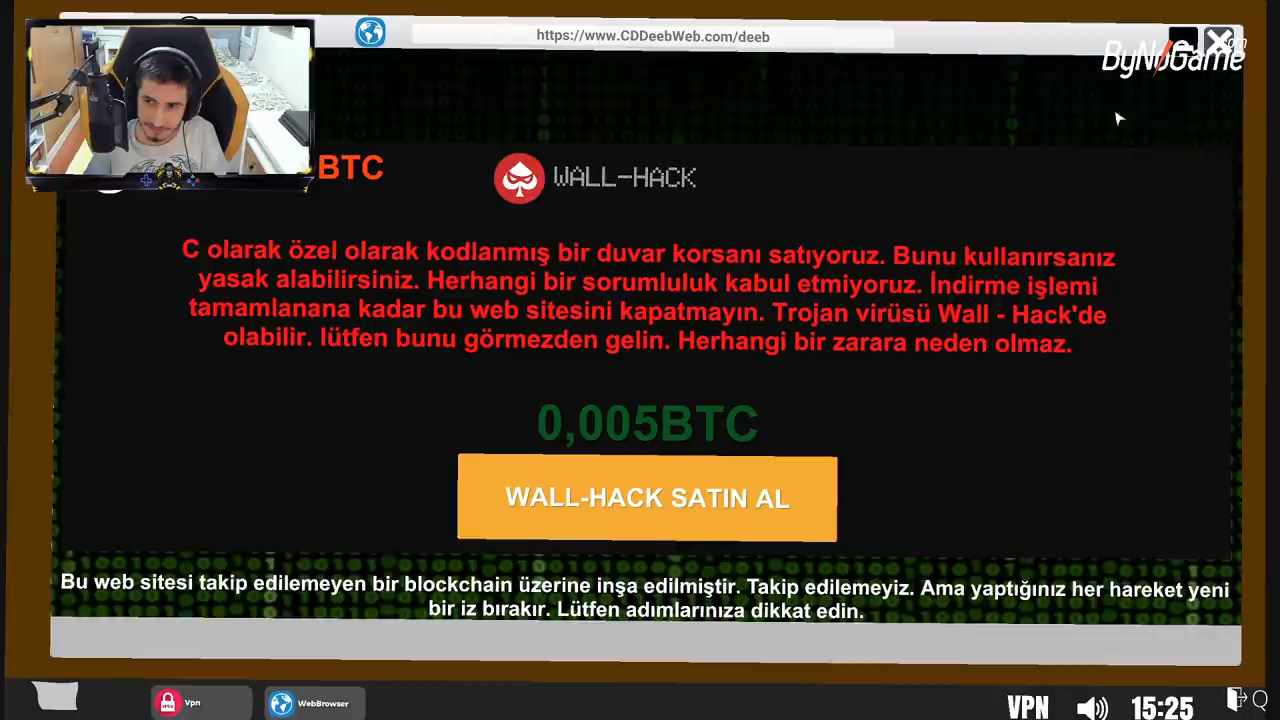 https://www.CDDeebWeb.com/deeb
ByNoGame
BTC
WALL-HACK
C olarak özel olarak kodlanmış bir duvar korsanı satıyoruz. Bunu kullanırsanız
yasak alabilirsiniz. Herhangi bir sorumluluk kabul etmiyoruz. İndirme işlemi
tamamlanana kadar bu web sitesini kapatmayın. Trojan virüsü Wall - Hack'de
olabilir. lütfen bunu görmezden gelin. Herhangi bir zarara neden olmaz.
0,005BTC
WALL-HACK SATIN AL
Bu web sitesi takip edilemeyen bir blockchain üzerine inşa edilmiştir. Takip edilemeyiz. Ama yaptığınız her hareket yeni
bir iz bırakır. Lütfen adımlarınıza dikkat edin.
Vpn
WebBrowser
VPN
15:25
Q